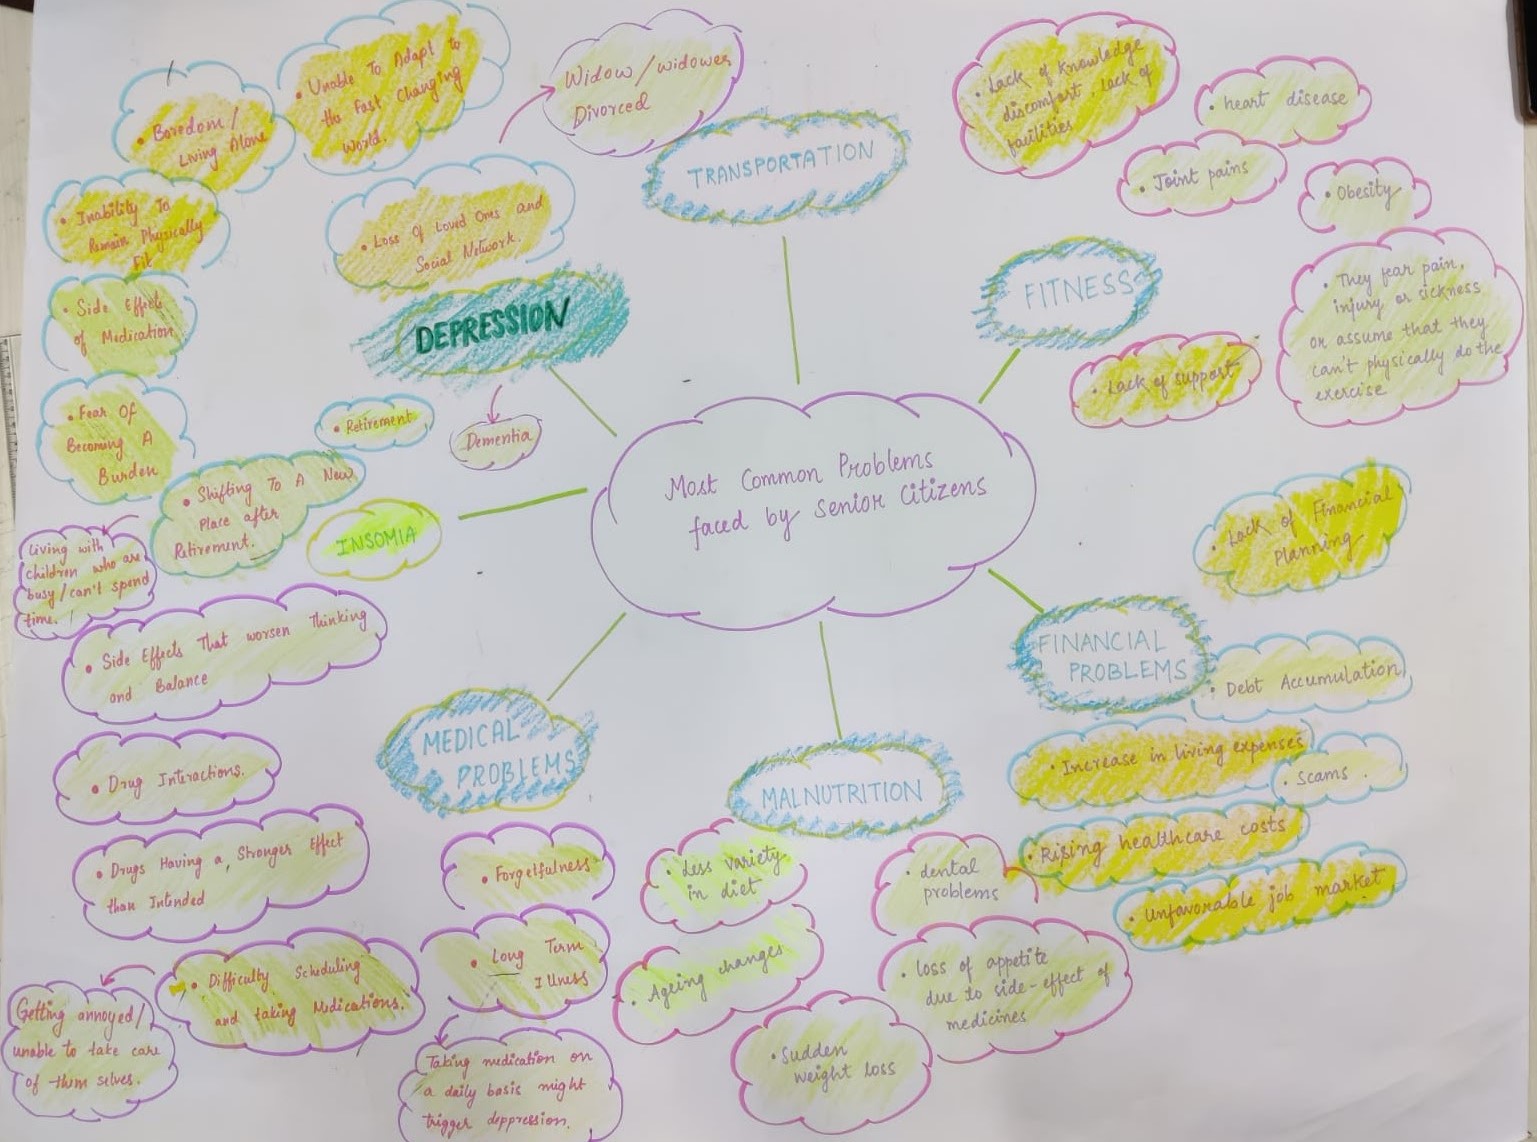 Most Common Problems
faced by Senior Citizens
TRANSPORTATION
DEPRESSION
• Boredom/
Living Alone
• Unable To Adapt to
the Fast Changing
World.
Widow/widower
Divorced
• Inability To
Remain Physically
Fit
• Loss Of Loved Ones and
Social Network.
• Side Effect
of Medication
• Fear Of
Becoming A
Burden
• Retirement
Dementia
• Shifting To A New
Place after
Retirement.
Living with
children who are
busy/can't spend
time.
INSOMIA
MEDICAL
PROBLEMS
• Side Effects That worsen Thinking
and Balance
• Drug Interactions.
• Drugs Having a, Stronger Effect
than Intended
• Difficulty Scheduling
and taking Medications.
Getting annoyed/
unable to take care
of them selves.
• Forgetfulness
• Long Term
Illness
Taking medication on
a daily basis might
trigger deppression.
MALNUTRITION
• Less variety
in diet
• Ageing changes
• dental
problems
• loss of appetite
due to side-effect of
medicines
• Sudden
weight loss
FITNESS
• Lack of knowledge
discomfort, lack of
facilities
• heart disease
• Joint pains
• Obesity
• They fear pain,
injury or sickness
or assume that they
can't physically do the
exercise
• Lack of support
FINANCIAL
PROBLEMS
• Lack of Financial
Planning
• Debt Accumulation
• Increase in living expenses
• Scams.
• Rising healthcare costs
• Unfavorable job market